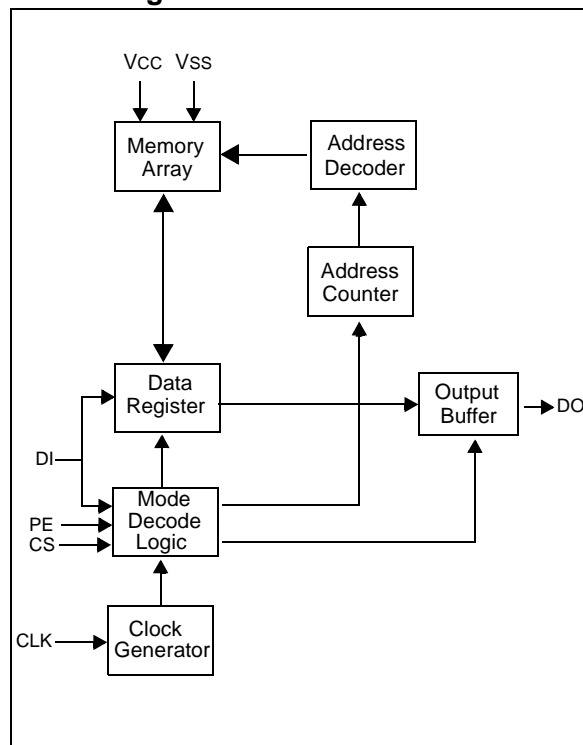 VCC VSS
Memory
Array
Address
Decoder
Address
Counter
Data
Register
Output
Buffer
DO
DI
Mode
Decode
Logic
PE
CS
CLK
Clock
Generator